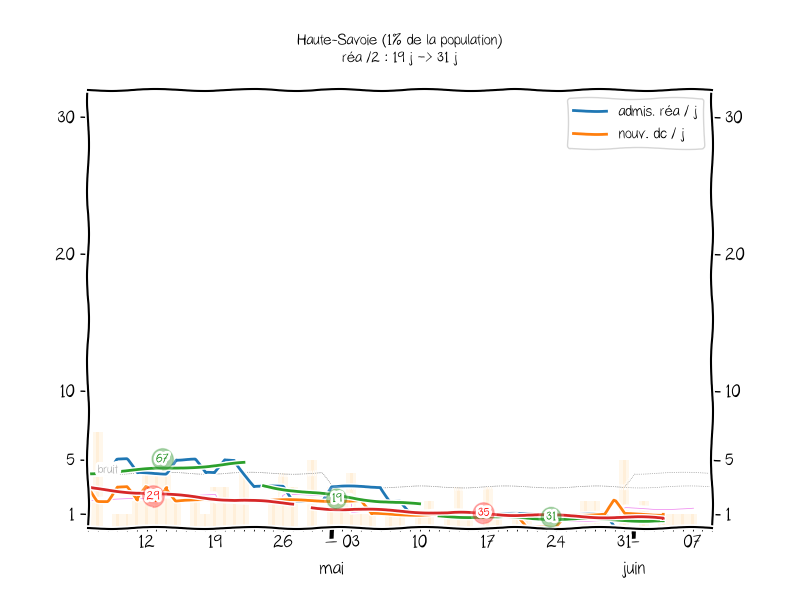 Haute-Savoie (1% de la population)
réa /2 : 19 j -> 31 j
admis. réa / j
nouv. dc / j
30 30
20 20
10 10
5 5
1 1
bruit
67
29
19
35
31
12 19 26 03 10 17 24 31 07
mai juin